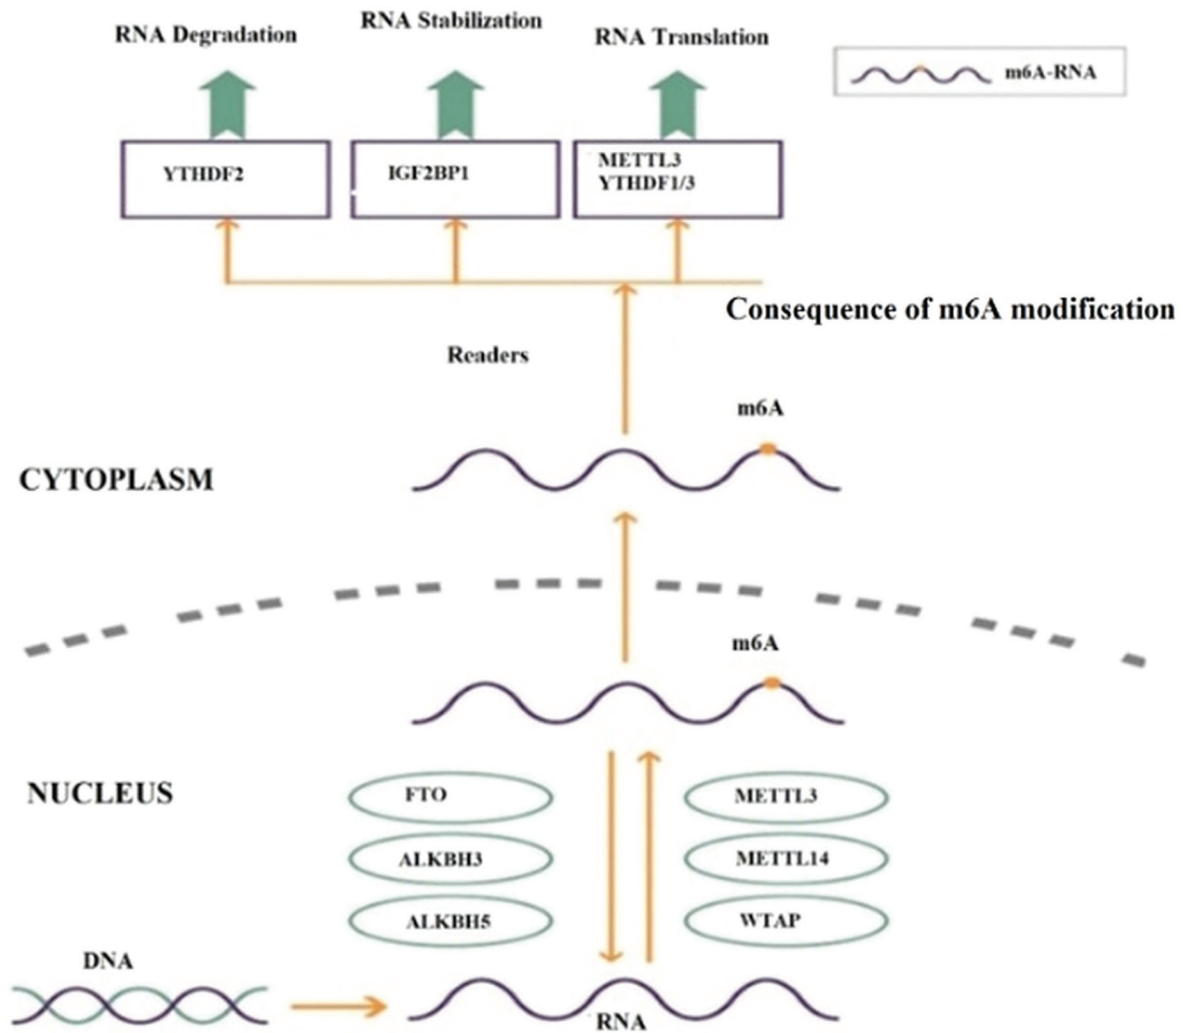 RNA Degradation
RNA Stabilization
RNA Translation
m6A-RNA
YTHDF2
IGF2BP1
METTL3
YTHDF1/3
Consequence of m6A modification
Readers
m6A
CYTOPLASM
m6A
NUCLEUS
FTO
METTL3
ALKBH3
METTL14
ALKBH5
WTAP
DNA
RNA